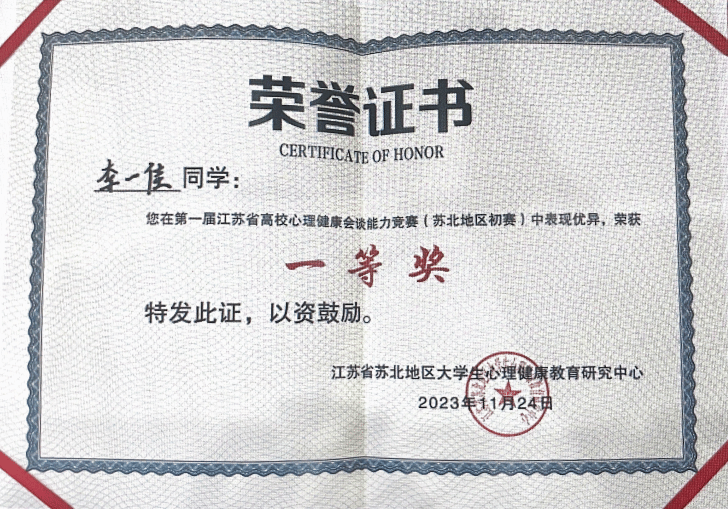 荣誉证书
CERTIFICATE OF HONOR
李一佳 同学：
您在第一届江苏省高校心理健康会谈能力竞赛（苏北地区初赛）中表现优异，荣获
一等奖
特发此证，以资鼓励。
江苏省苏北地区大学生心理健康教育研究中心
2023年11月24日